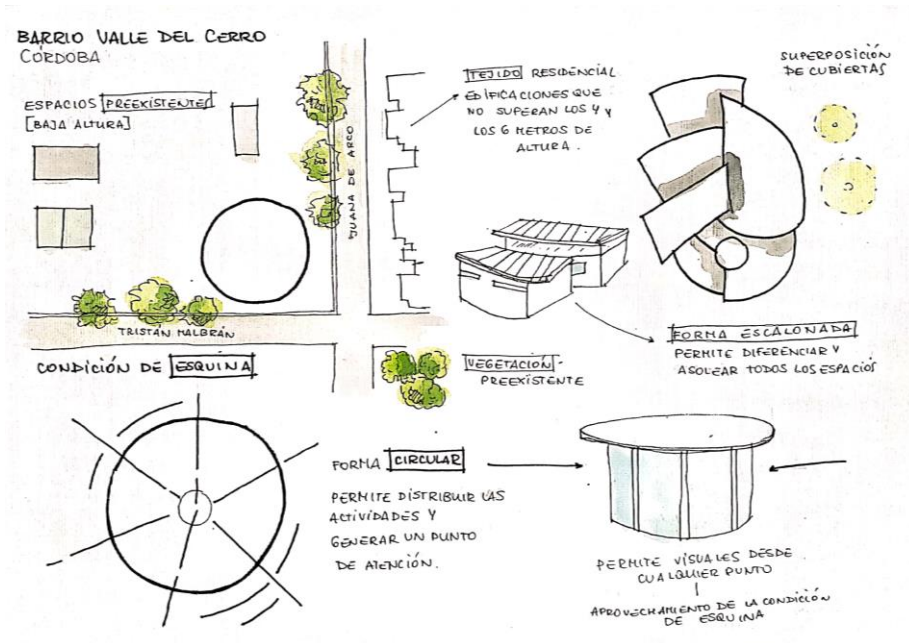 BARRIO VALLE DEL CERRO
CÓRDOBA
ESPACIOS PREEXISTENTES
[BAJA ALTURA]
JUANA DE ARCO
TEJIDO RESIDENCIAL
EDIFICACIONES QUE
NO SUPERAN LOS 4 Y
LOS 6 METROS DE
ALTURA.
SUPERPOSICIÓN
DE CUBIERTAS
TRISTÁN MALBRÁN
CONDICIÓN DE ESQUINA
VEGETACIÓN
PREEXISTENTE
FORMA ESCALONADA
PERMITE DIFERENCIAR Y
ASOLEAR TODOS LOS ESPACIOS
FORMA CIRCULAR
PERMITE DISTRIBUIR LAS
ACTIVIDADES Y
GENERAR UN PUNTO
DE ATENCIÓN.
PERMITE VISUALES DESDE
CUALQUIER PUNTO
APROVECHAMIENTO DE LA CONDICIÓN
DE ESQUINA